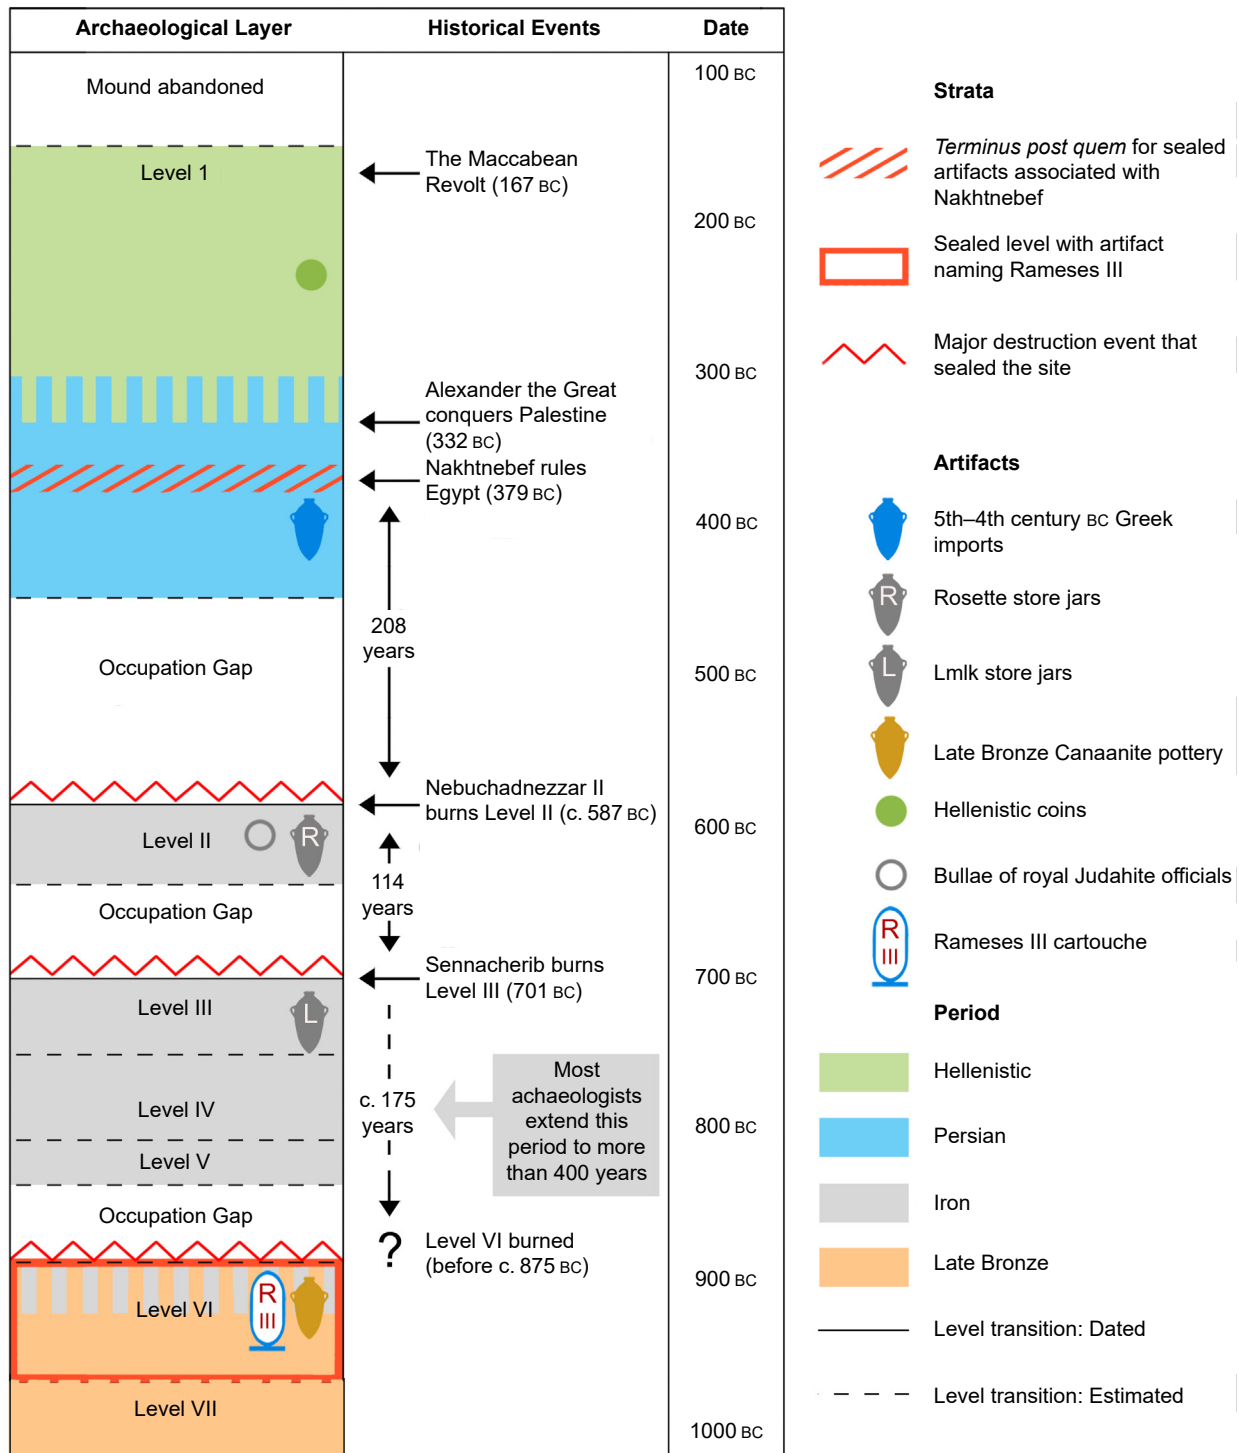 Archaeological Layer
Historical Events
Date
Mound abandoned
Level 1
Occupation Gap
Level II
R
Occupation Gap
Level III
L
Level IV
Level V
Occupation Gap
Level VI
R
III
Level VII
The Maccabean
Revolt (167 BC)
Alexander the Great
conquers Palestine
(332 BC)
Nakhtnebef rules
Egypt (379 BC)
208
years
Nebuchadnezzar II
burns Level II (c. 587 BC)
114
years
Sennacherib burns
Level III (701 BC)
c. 175
years
Most
achaeologists
extend this
period to more
than 400 years
?
Level VI burned
(before c. 875 BC)
100 BC
200 BC
300 BC
400 BC
500 BC
600 BC
700 BC
800 BC
900 BC
1000 BC
Strata
Terminus post quem for sealed
artifacts associated with
Nakhtnebef
Sealed level with artifact
naming Rameses III
Major destruction event that
sealed the site
Artifacts
5th–4th century BC Greek
imports
R
Rosette store jars
L
Lmlk store jars
Late Bronze Canaanite pottery
Hellenistic coins
Bullae of royal Judahite officials
R
III
Rameses III cartouche
Period
Hellenistic
Persian
Iron
Late Bronze
Level transition: Dated
Level transition: Estimated